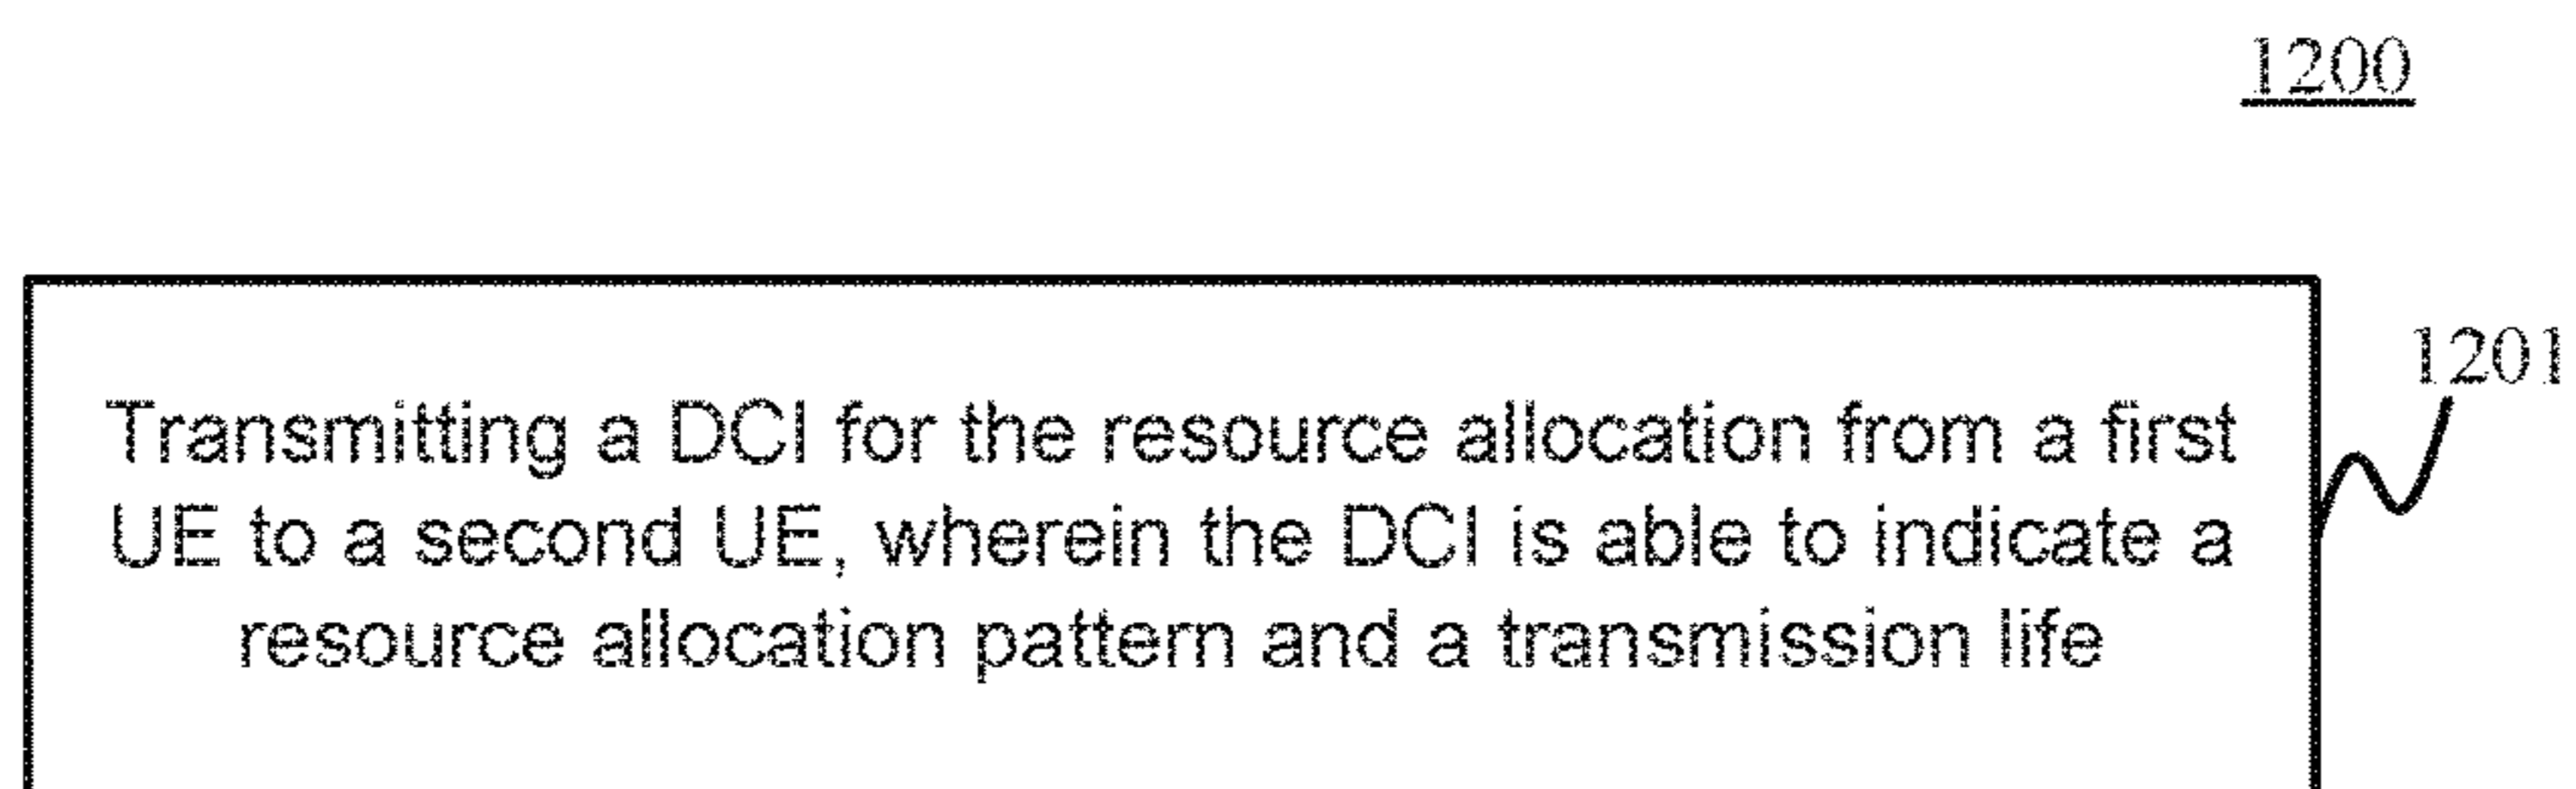 1200
1201
Transmitting a DCI for the resource allocation from a first
UE to a second UE, wherein the DCI is able to indicate a
resource allocation pattern and a transmission life